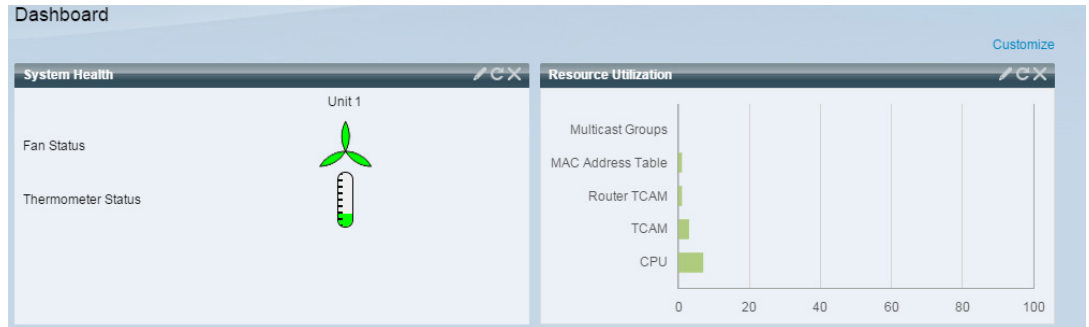 Dashboard
Customize
System Health
Unit 1
Fan Status
Thermometer Status
Resource Utilization
Multicast Groups
MAC Address Table
Router TCAM
TCAM
CPU
0 20 40 60 80 100